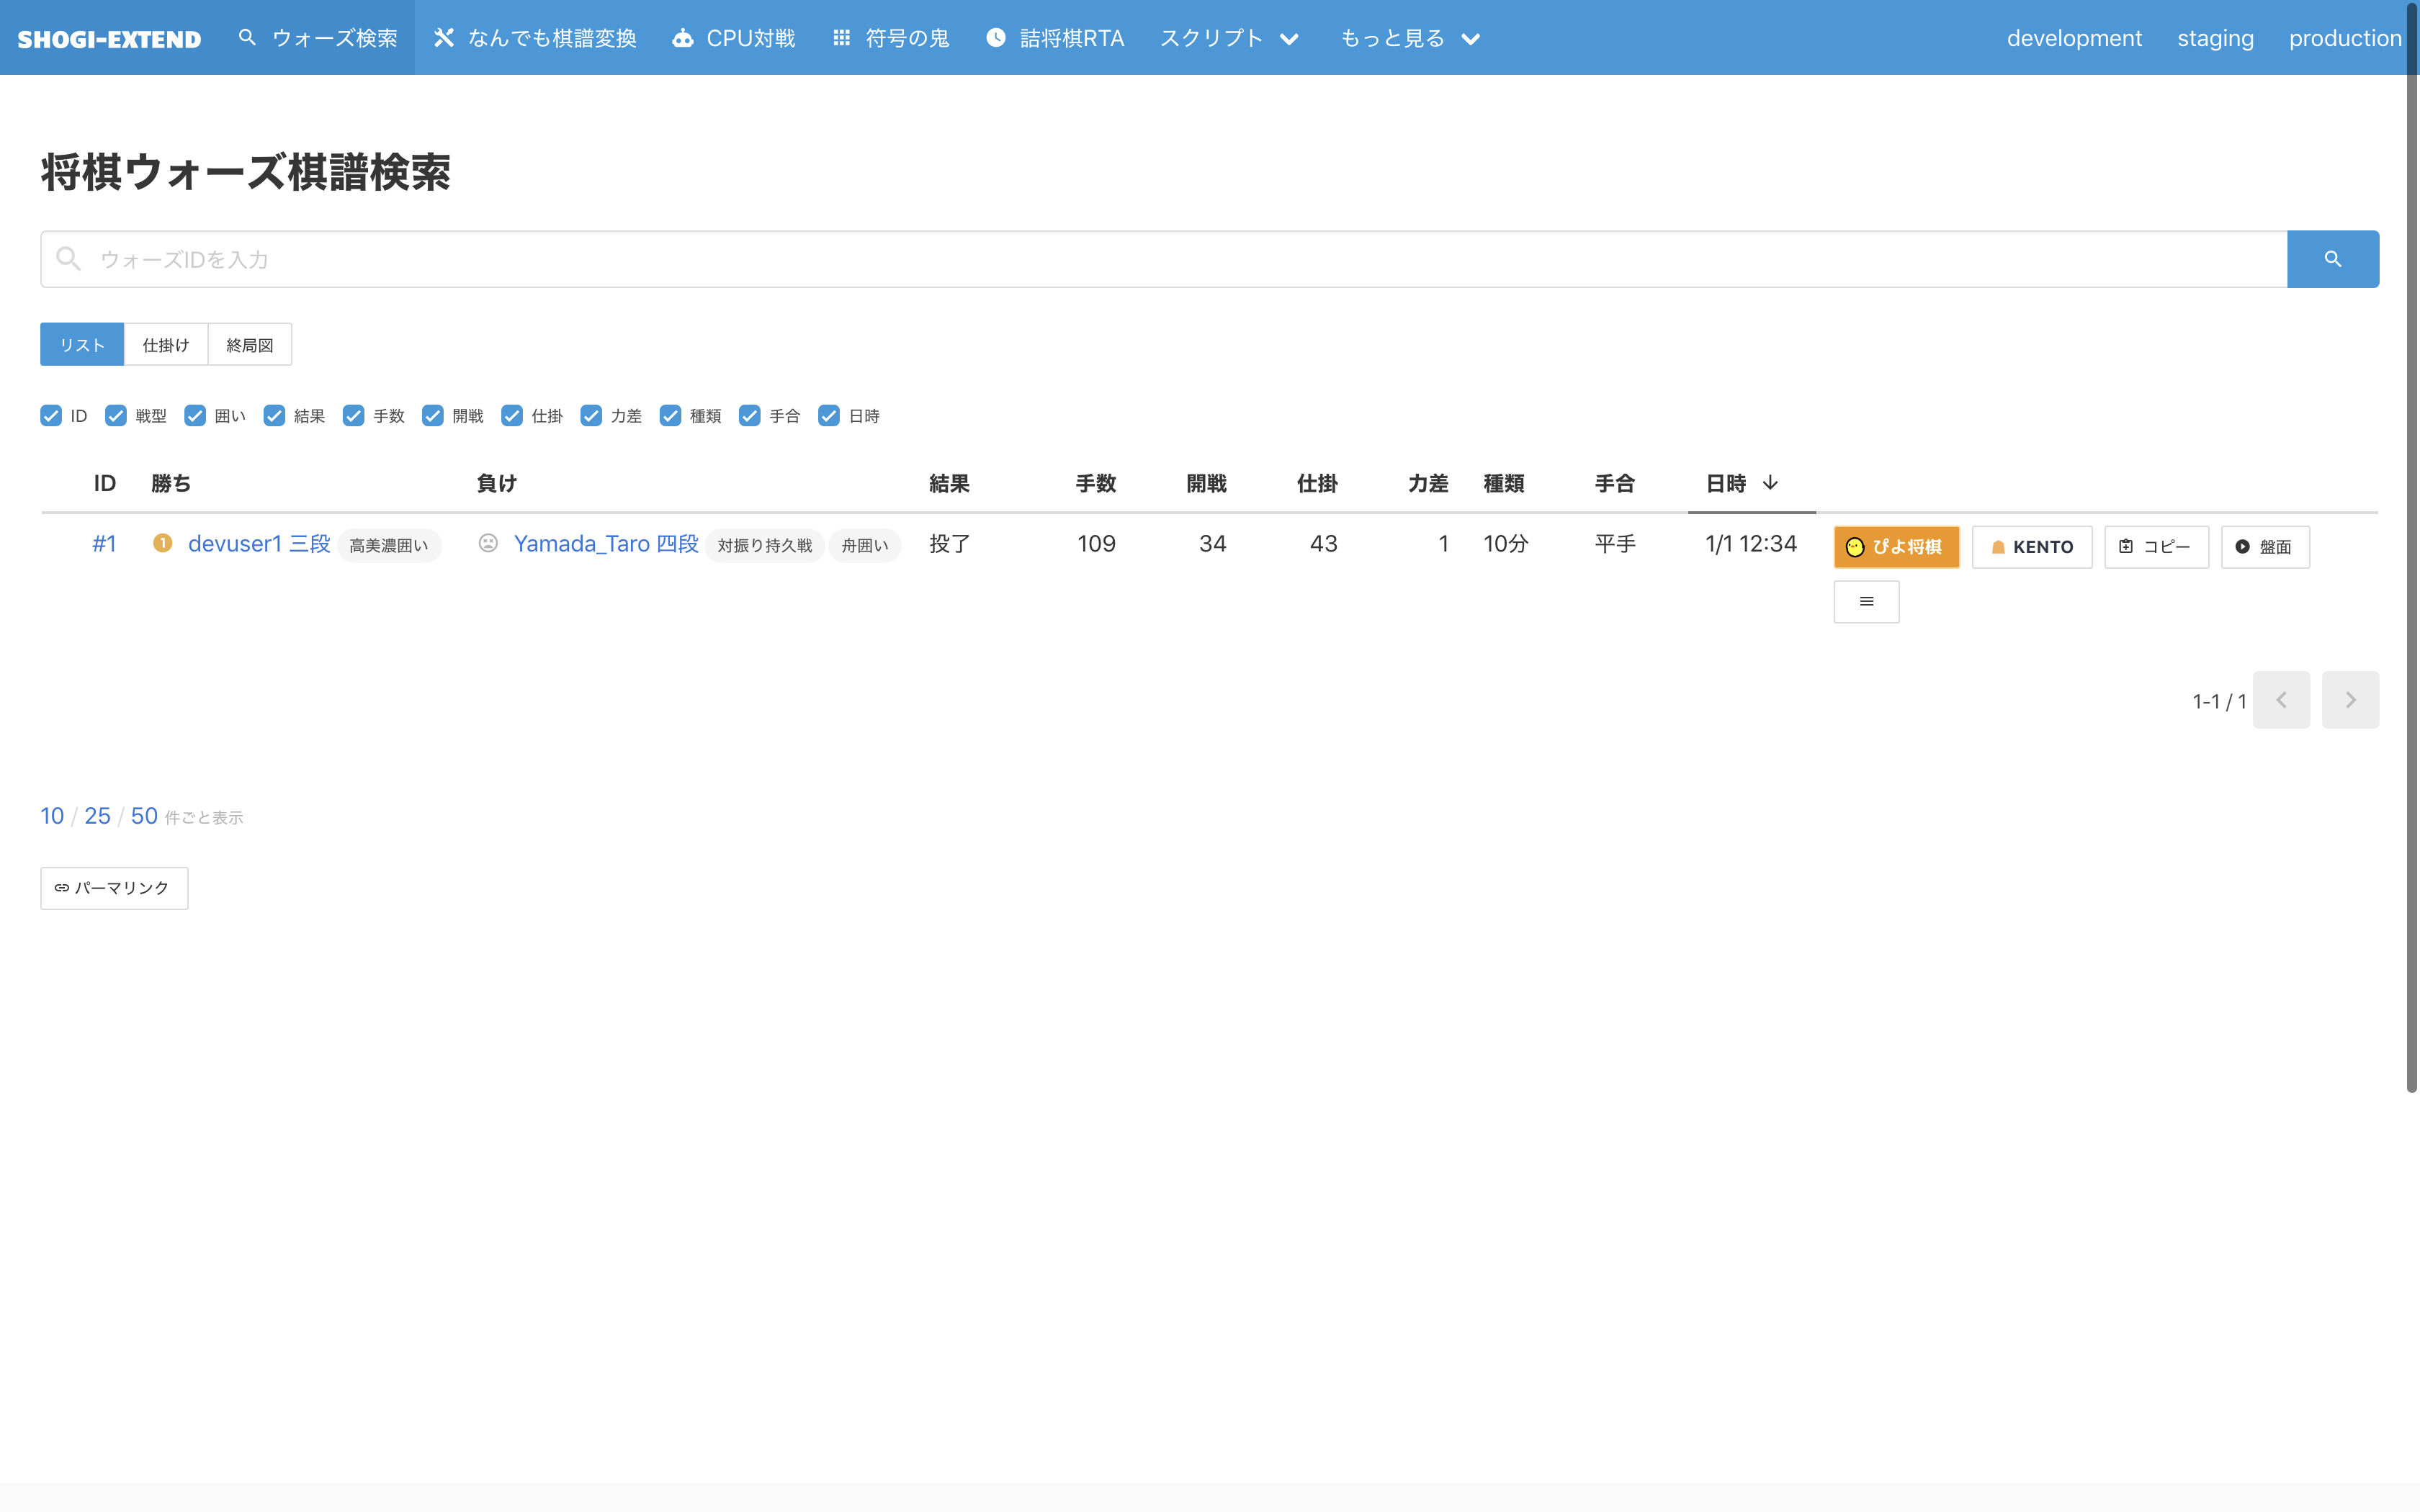 SHOGI-EXTEND ウォーズ検索 なんでも棋譜変換 CPU対戦 符号の鬼 詰将棋RTA スクリプト もっと見る development staging production
将棋ウォーズ棋譜検索
ウォーズIDを入力
リスト 仕掛け 終局図
ID 戦型 囲い 結果 手数 開戦 仕掛 力差 種類 手合 日時
ID 勝ち 負け 結果 手数 開戦 仕掛 力差 種類 手合 日時
#1 1 devuser1 三段 高美濃囲い Yamada_Taro 四段 対振り持久戦 舟囲い 投了 109 34 43 1 10分 平手 1/1 12:34 ぴよ将棋 KENTO コピー 盤面
1-1 / 1
10 / 25 / 50 件ごと表示
パーマリンク